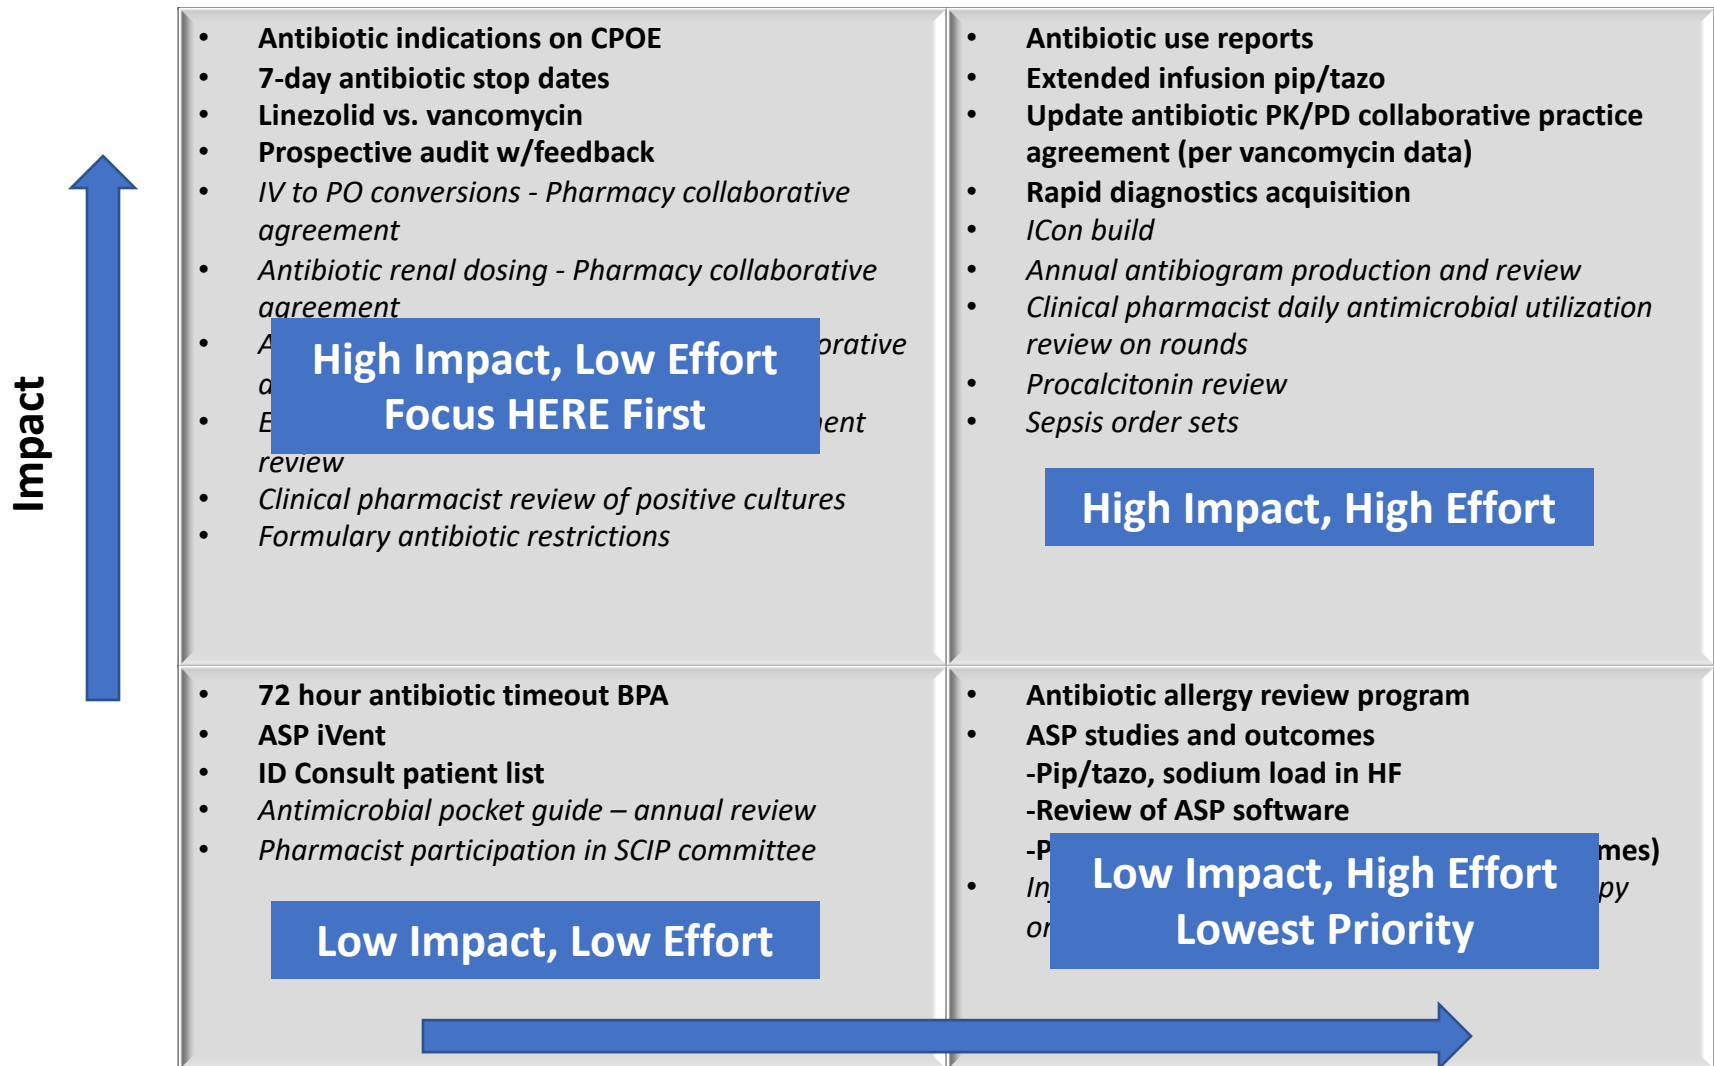 Impact
• Antibiotic indications on CPOE
• 7-day antibiotic stop dates
• Linezolid vs. vancomycin
• Prospective audit w/feedback
• IV to PO conversions - Pharmacy collaborative
agreement
• Antibiotic renal dosing - Pharmacy collaborative
agreement
•
•
review
• Clinical pharmacist review of positive cultures
• Formulary antibiotic restrictions
High Impact, Low Effort
Focus HERE First
• Antibiotic use reports
• Extended infusion pip/tazo
• Update antibiotic PK/PD collaborative practice
agreement (per vancomycin data)
• Rapid diagnostics acquisition
• ICon build
• Annual antibiogram production and review
• Clinical pharmacist daily antimicrobial utilization
review on rounds
• Procalcitonin review
• Sepsis order sets
High Impact, High Effort
• 72 hour antibiotic timeout BPA
• ASP iVent
• ID Consult patient list
• Antimicrobial pocket guide – annual review
• Pharmacist participation in SCIP committee
Low Impact, Low Effort
• Antibiotic allergy review program
• ASP studies and outcomes
-Pip/tazo, sodium load in HF
-Review of ASP software
•
Low Impact, High Effort
Lowest Priority